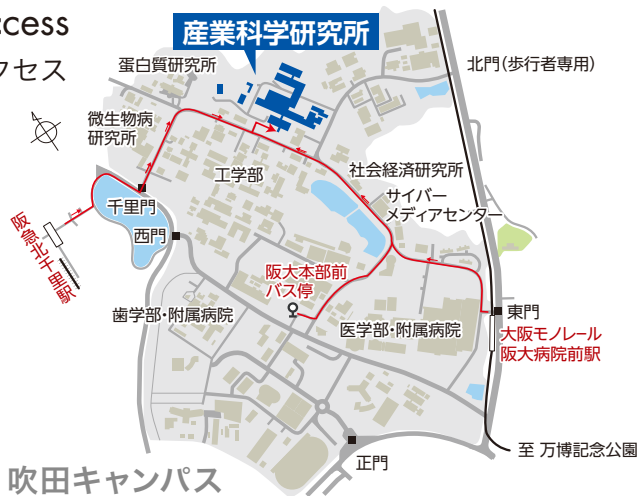 ccess
クセス
産業科学研究所
蛋白質研究所
北門(歩行者専用)
微生物病
研究所
社会経済研究所
工学部
サイバー
メディアセンター
千里門
西門
阪急北千里駅
阪大本部前
バス停
歯学部・附属病院
医学部・附属病院
東門
大阪モノレール
阪大病院前駅
至 万博記念公園
正門
吹田キャンパス